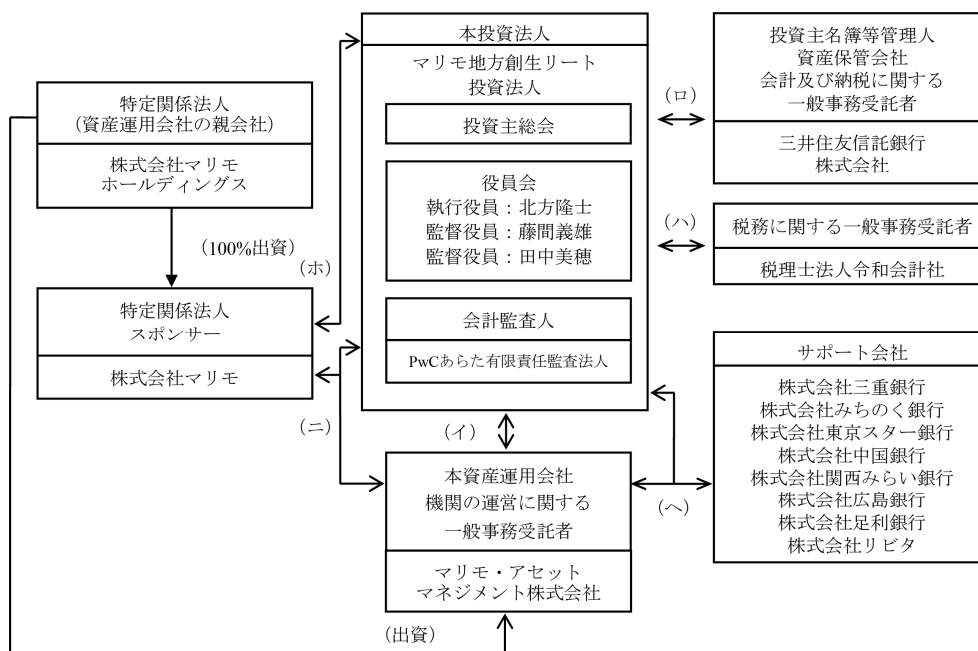 特定関係法人
（資産運用会社の親会社）
株式会社マリモ
ホールディングス
（100%出資）
特定関係法人
スポンサー
株式会社マリモ
（ホ）
（ニ）
本投資法人
マリモ地方創生リート
投資法人
投資主総会
役員会
執行役員：北方隆士
監督役員：藤間義雄
監督役員：田中美穂
会計監査人
PwCあらた有限責任監査法人
（イ）
本資産運用会社
機関の運営に関する
一般事務受託者
マリモ・アセット
マネジメント株式会社
（出資）
（ロ）
投資主名簿等管理人
資産保管会社
会計及び納税に関する
一般事務受託者
三井住友信託銀行
株式会社
（ハ）
税務に関する一般事務受託者
税理士法人令和会計社
（ヘ）
サポート会社
株式会社三重銀行
株式会社みちのく銀行
株式会社東京スター銀行
株式会社中国銀行
株式会社関西みらい銀行
株式会社広島銀行
株式会社足利銀行
株式会社リビタ